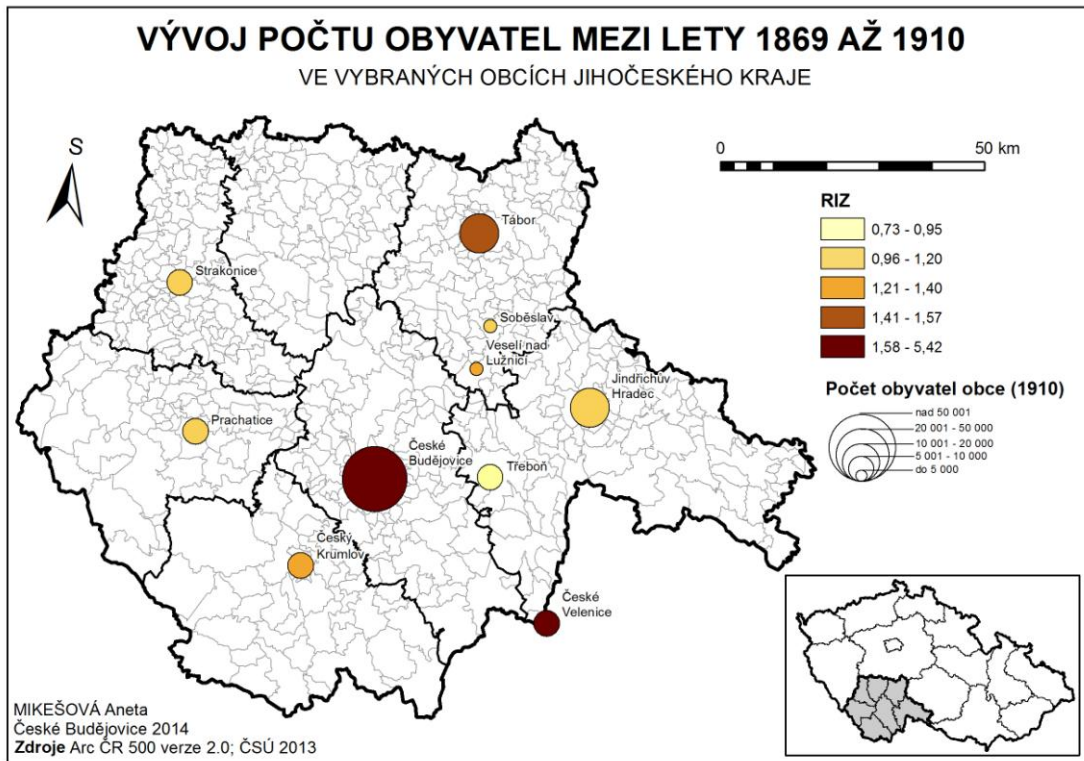 VÝVOJ POČTU OBYVATEL MEZI LETY 1869 AŽ 1910
VE VYBRANÝCH OBCÍCH JIHOČESKÉHO KRAJE
S
0 50 km
RIZ
0,73 - 0,95
0,96 - 1,20
1,21 - 1,40
1,41 - 1,57
1,58 - 5,42
Počet obyvatel obce (1910)
nad 50 001
20 001 - 50 000
10 001 - 20 000
5 001 - 10 000
do 5 000
Tábor
Strakonice
Soběslav
Veselí nad
Lužnicí
Jindřichův
Hradec
Prachatice
České
Budějovice
Třeboň
Český
Krumlov
České
Velenice
MIKEŠOVÁ Aneta
České Budějovice 2014
Zdroje Arc ČR 500 verze 2.0; ČSÚ 2013